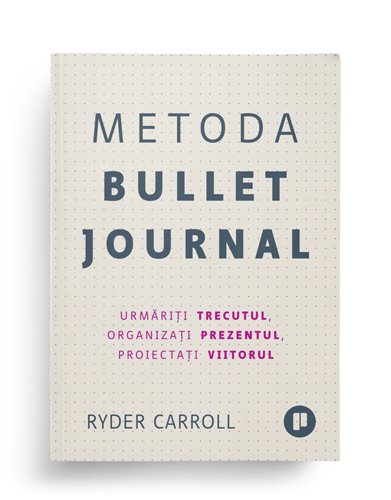 METODA
BULLET
JOURNAL
URMĂRIȚI TRECUTUL,
ORGANIZAȚI PREZENTUL,
PROIECTAȚI VIITORUL
RYDER CARROLL